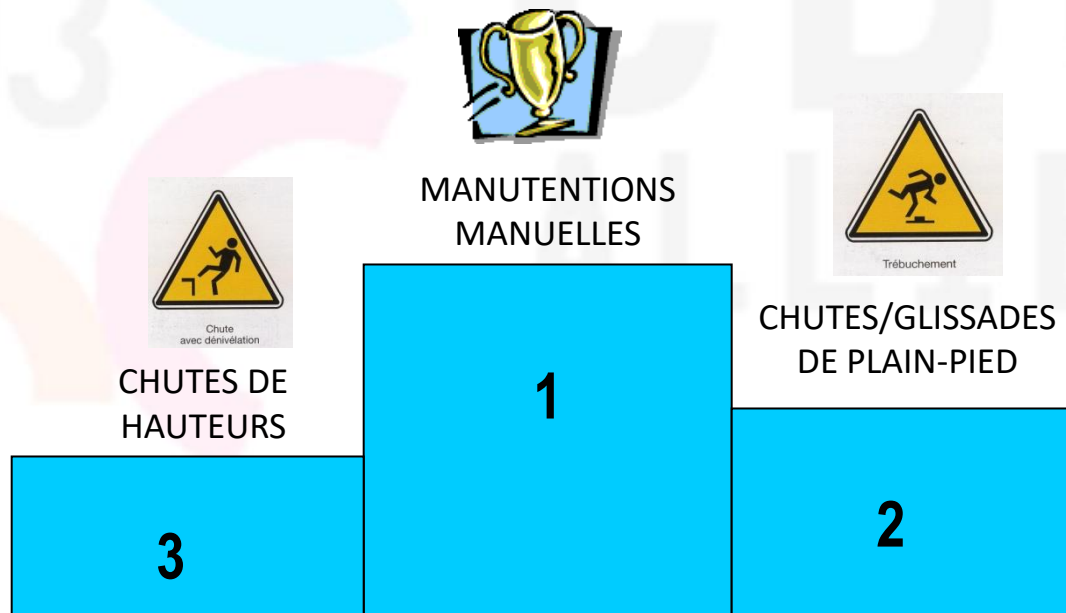 MANUTENTIONS
MANUELLES
Trébuchement
Chute
avec dénivélation
CHUTES/GLISSADES
DE PLAIN-PIED
CHUTES DE
HAUTEURS
1
2
3